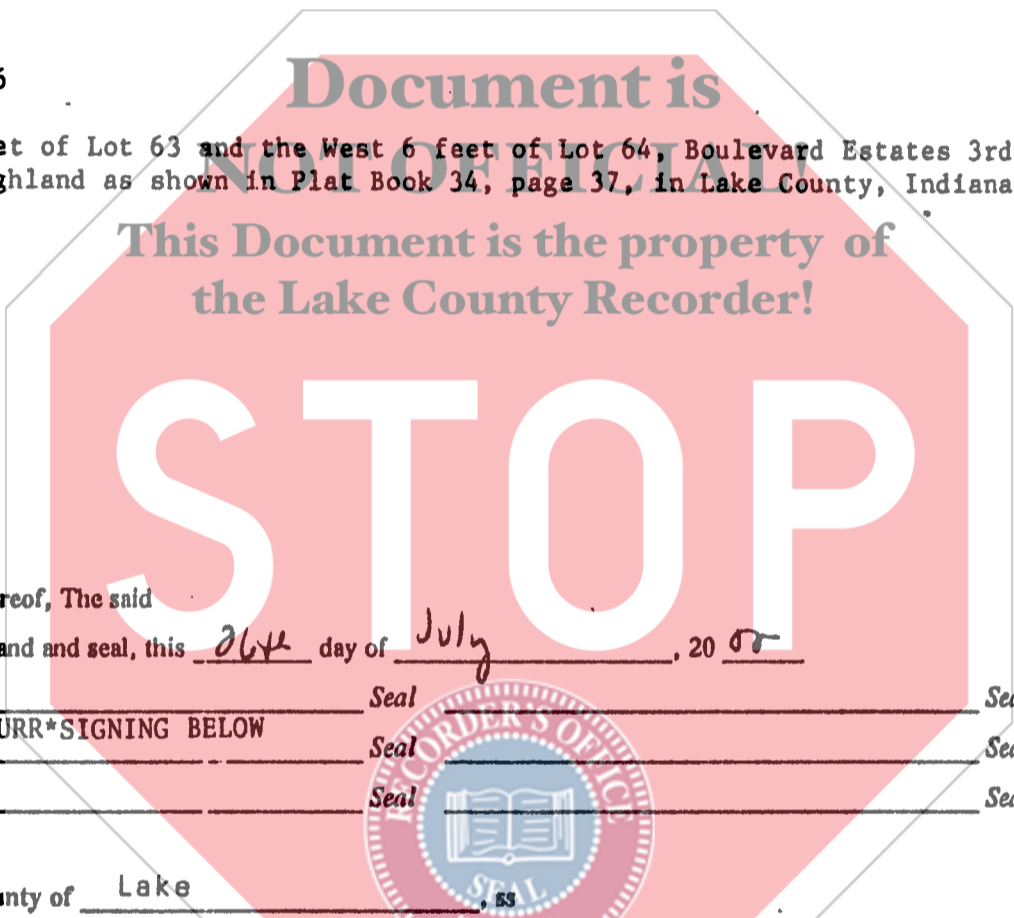 Document is
et of Lot 63 and the West 6 feet of Lot 64, Boulevard Estates 3rd
NOT OFFICIAL!
ghland as shown in Plat Book 34, page 37, in Lake County, Indiana
This Document is the property of
the Lake County Recorder!
STOP
reof, The said
and and seal, this 26th day of July, 20
Seal
URR*SIGNING BELOW
Seal
Seal
RECORDER'S OFFICE
SEAL
nty of Lake, ss